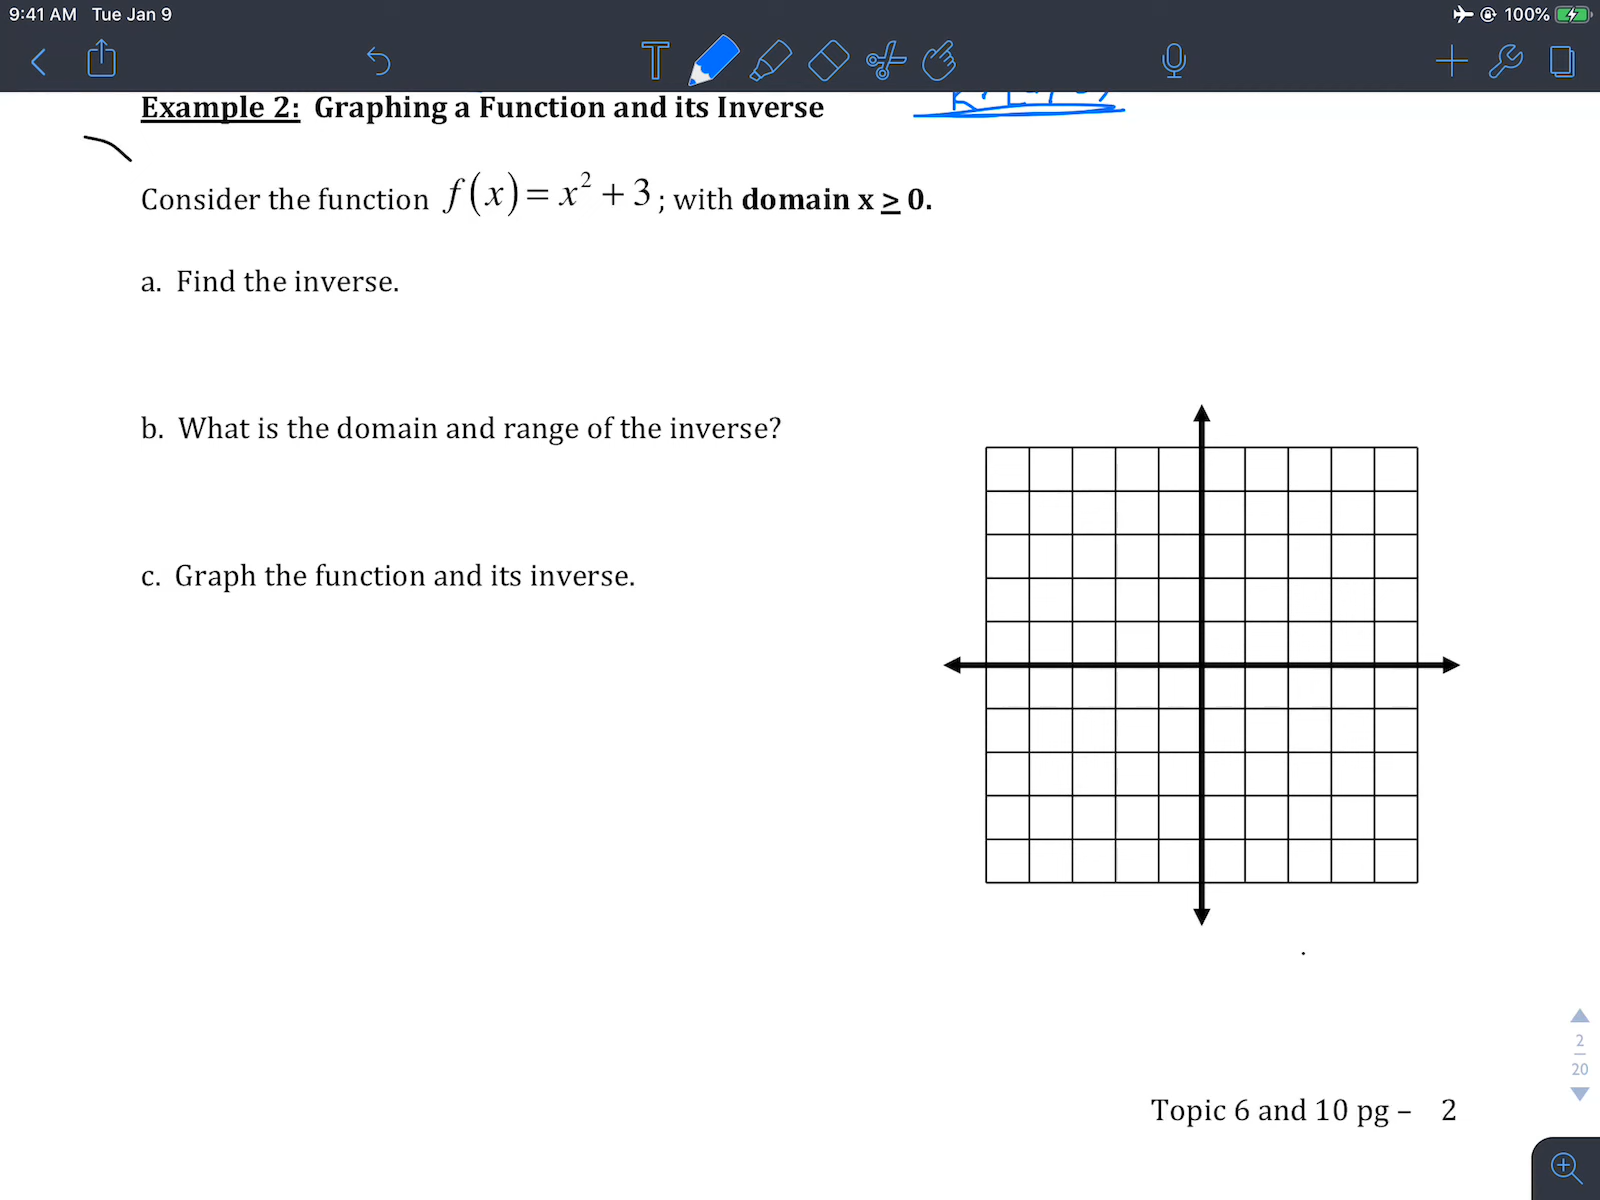 9:41 AM Tue Jan 9 100%
Example 2: Graphing a Function and its Inverse
Consider the function f(x) = x² + 3 ; with domain x ≥ 0.
a. Find the inverse.
b. What is the domain and range of the inverse?
c. Graph the function and its inverse.
2
20
Topic 6 and 10 pg – 2